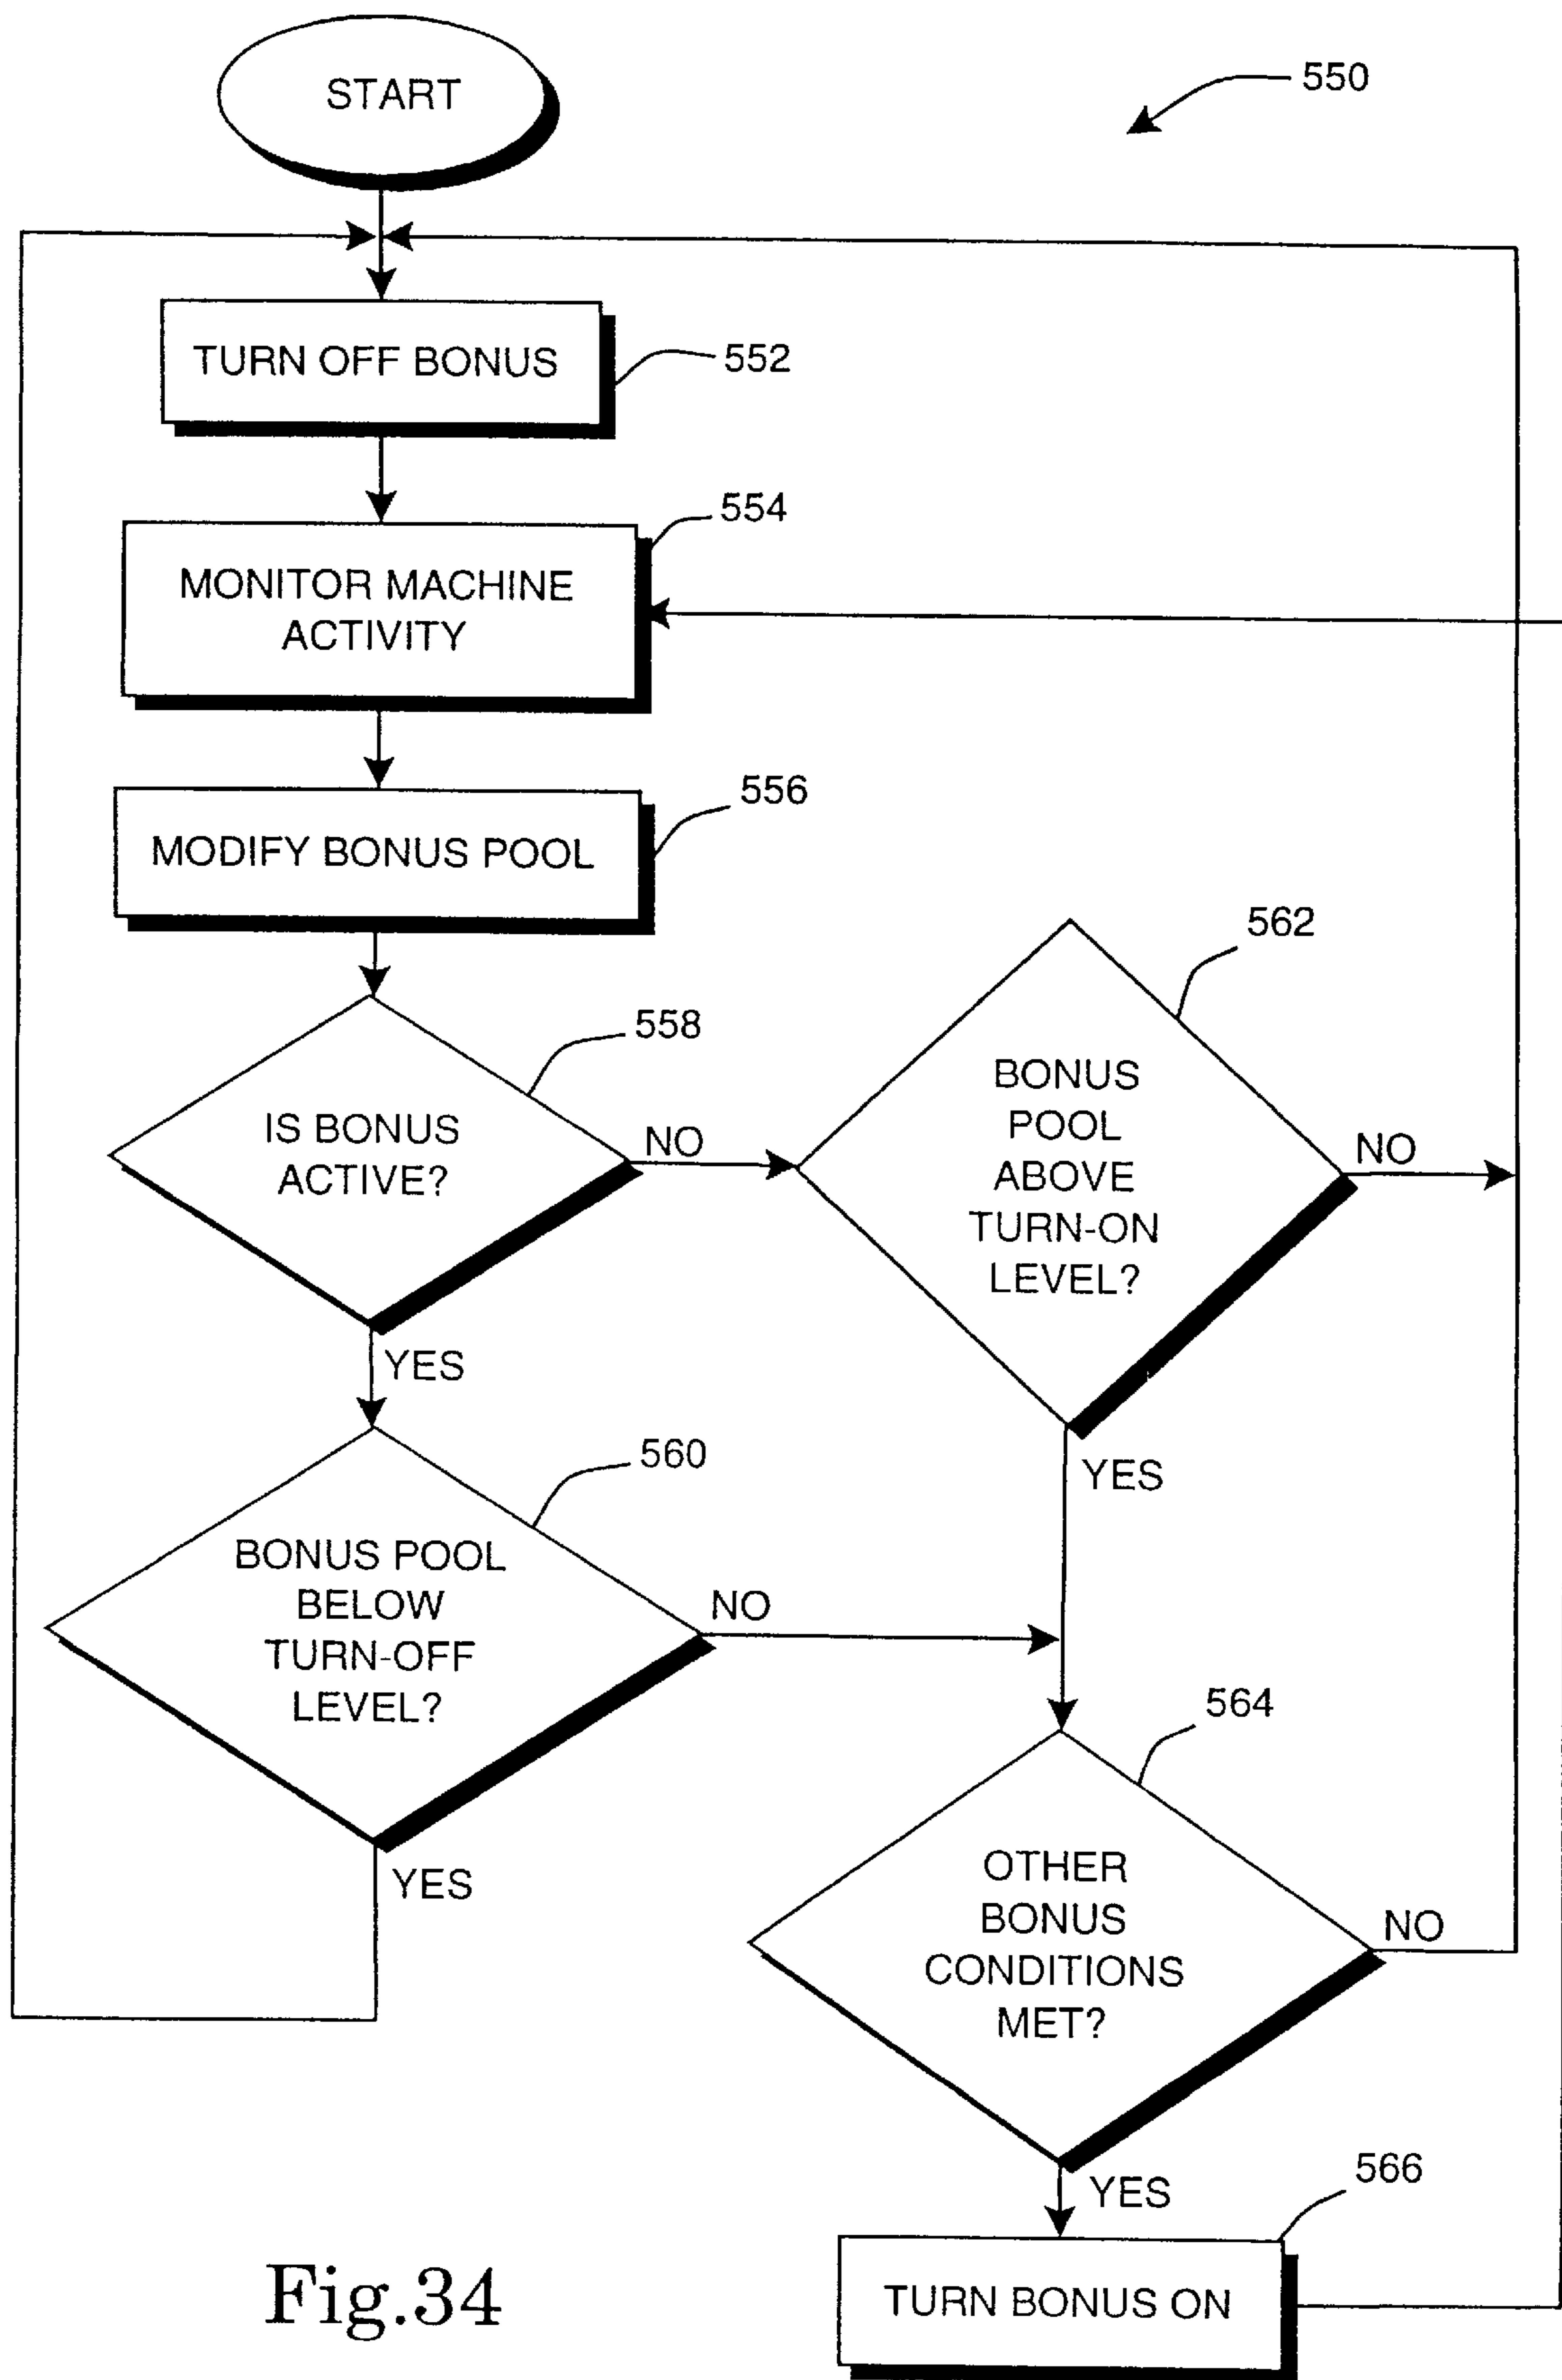 START
550
TURN OFF BONUS
552
554
MONITOR MACHINE
ACTIVITY
556
MODIFY BONUS POOL
562
558
BONUS
POOL
ABOVE
TURN-ON
LEVEL?
IS BONUS
ACTIVE?
NO
NO
YES
560
YES
BONUS POOL
BELOW
TURN-OFF
LEVEL?
NO
564
YES
OTHER
BONUS
CONDITIONS
MET?
NO
YES
566
TURN BONUS ON
Fig.34